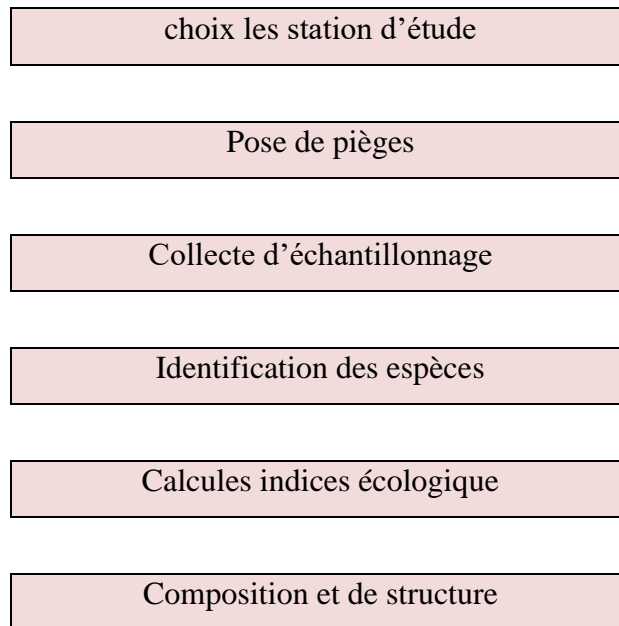 choix les station d’étude
Pose de pièges
Collecte d’échantillonnage
Identification des espèces
Calcules indices écologique
Composition et de structure